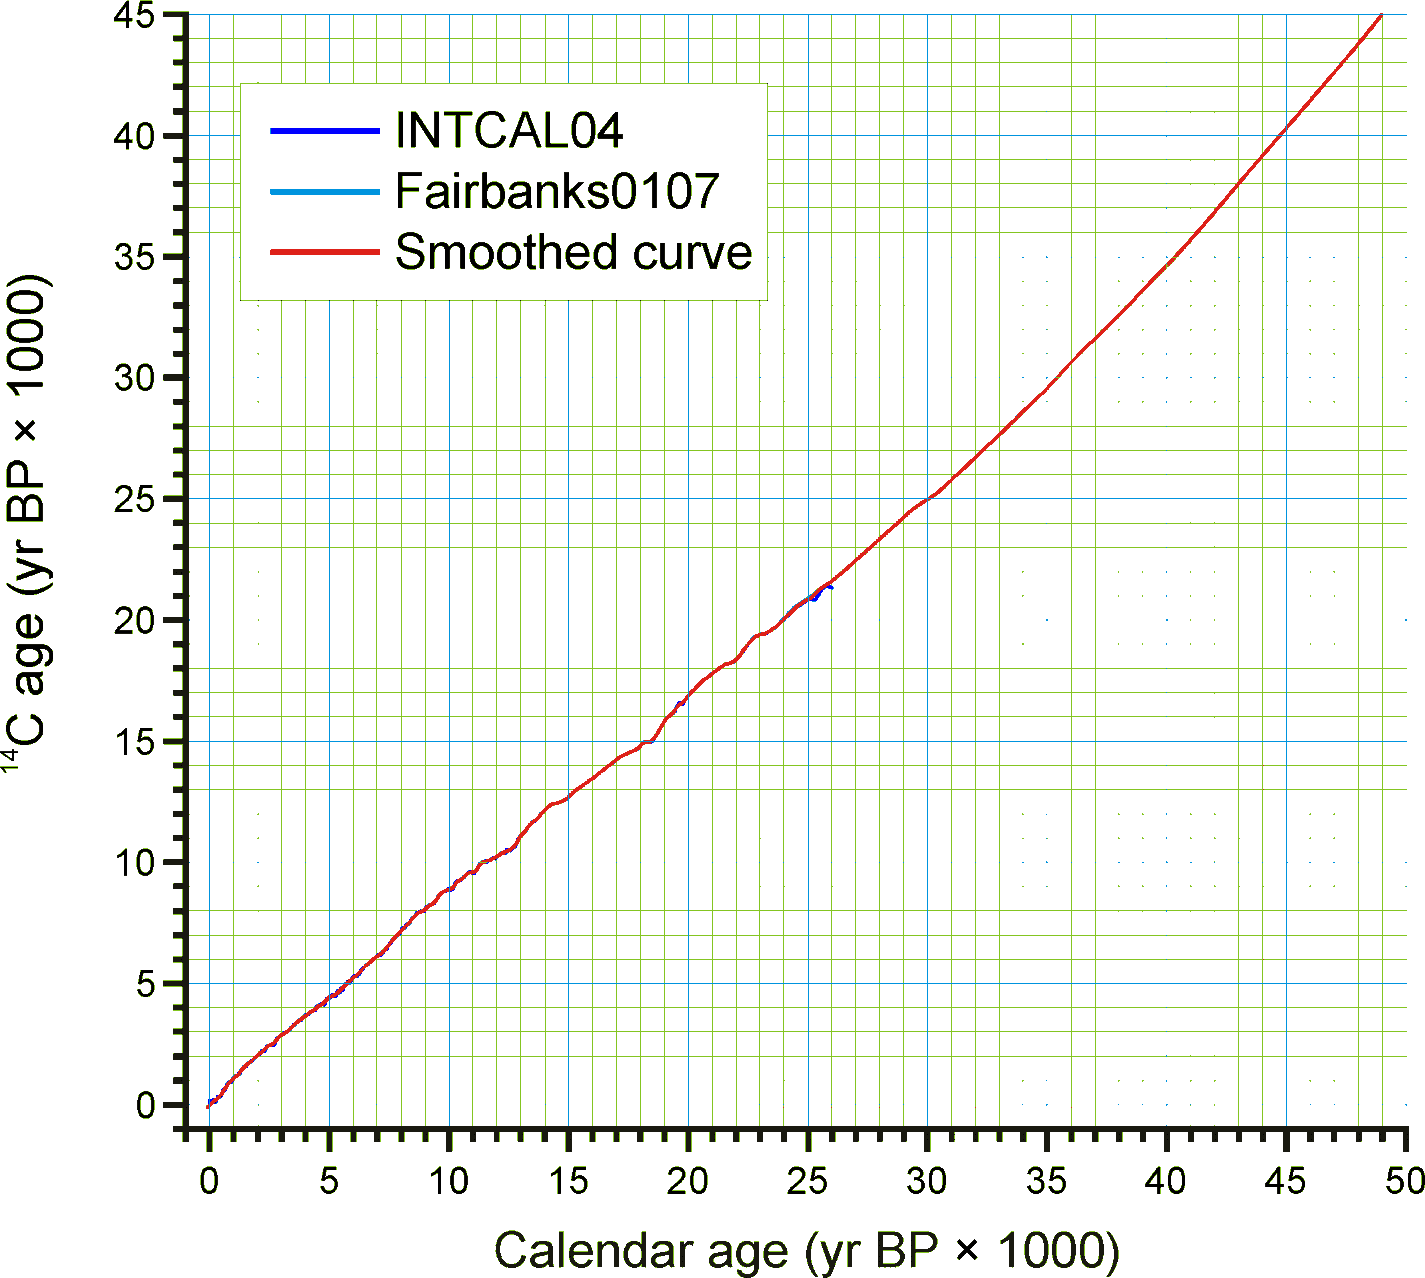 45
40
35
30
25
20
15
10
5
0
¹⁴C age (yr BP × 1000)
INTCAL04
Fairbanks0107
Smoothed curve
0 5 10 15 20 25 30 35 40 45 50
Calendar age (yr BP × 1000)